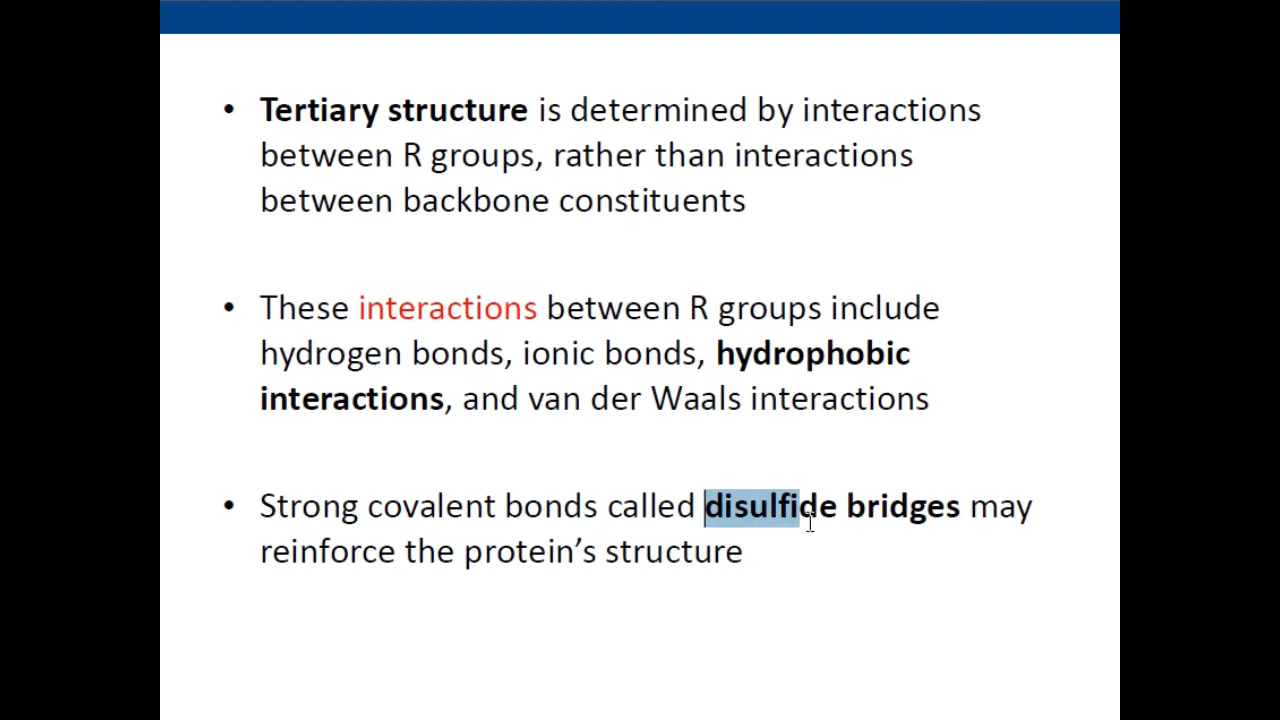 • Tertiary structure is determined by interactions
between R groups, rather than interactions
between backbone constituents
• These interactions between R groups include
hydrogen bonds, ionic bonds, hydrophobic
interactions, and van der Waals interactions
• Strong covalent bonds called disulfide bridges may
reinforce the protein’s structure